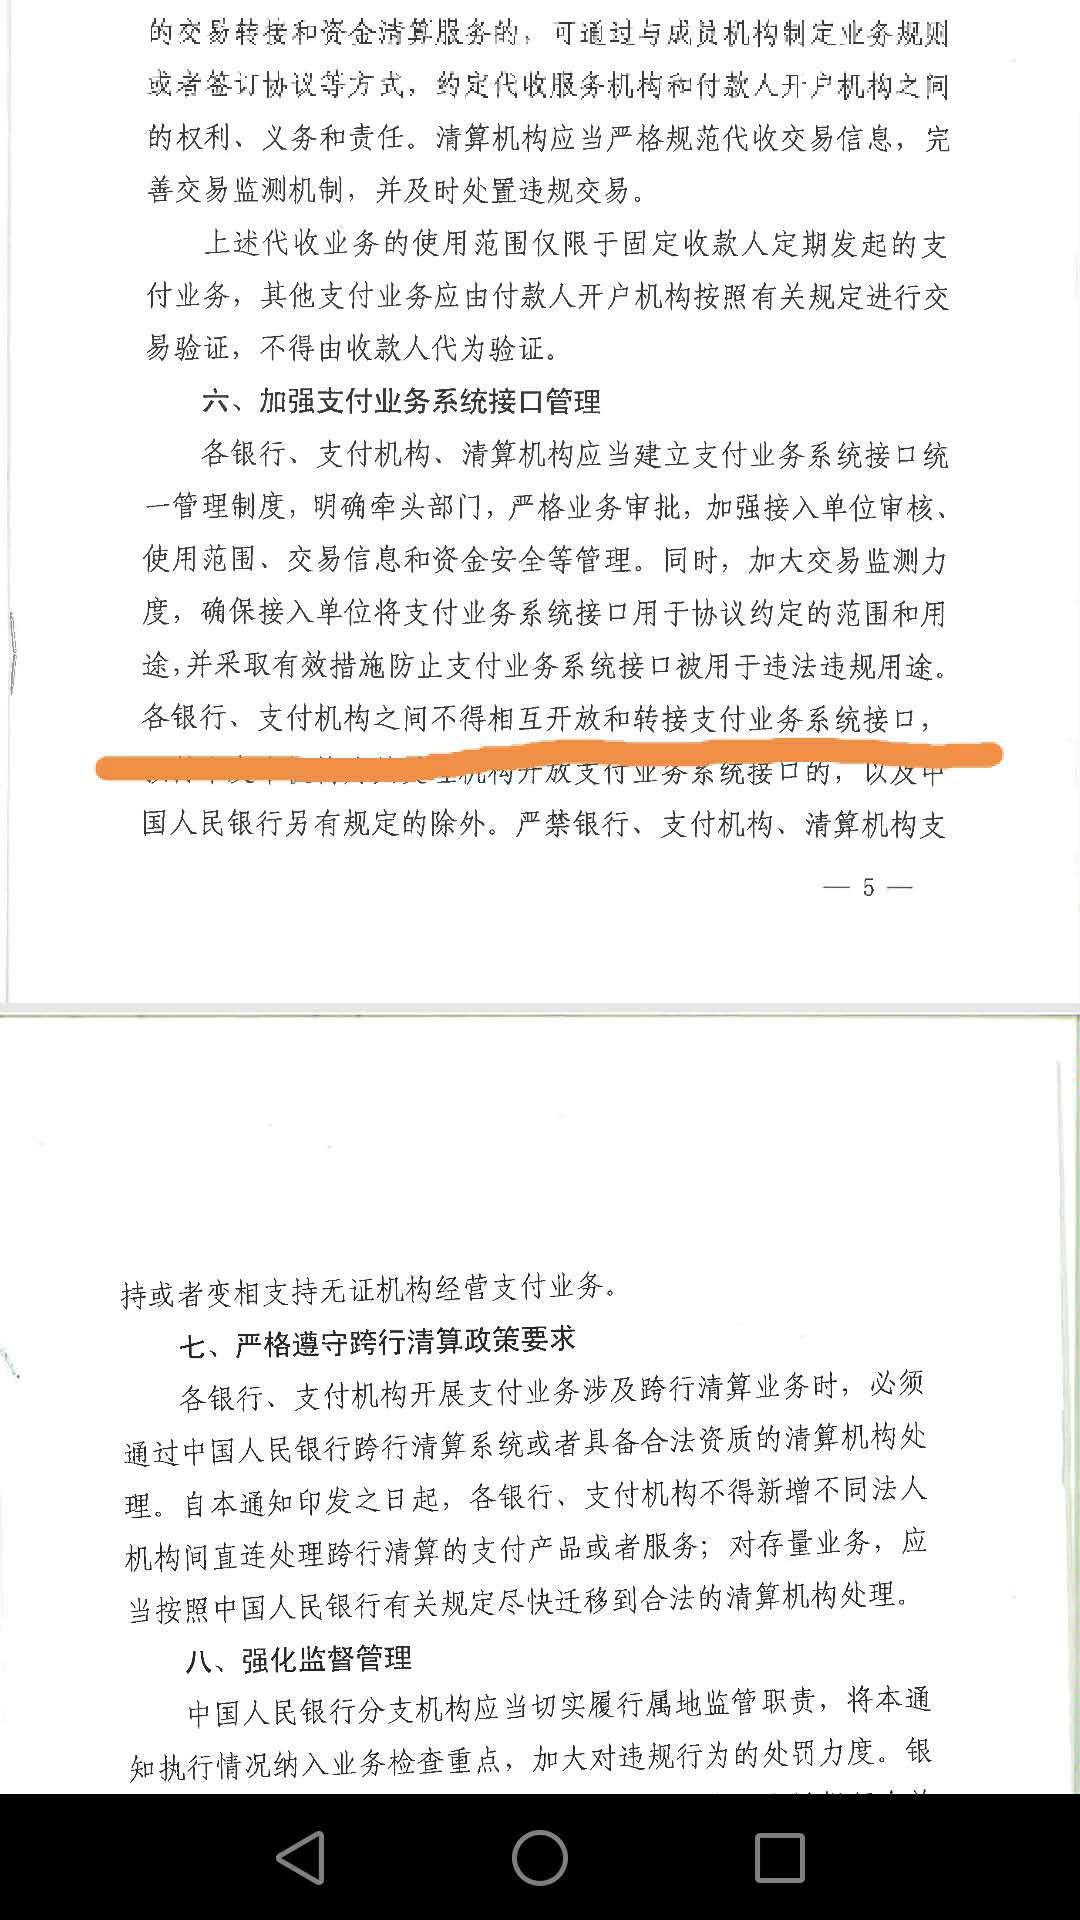 的交易转接和资金清算服务的，可通过与成员机构制定业务规则
或者签订协议等方式，约定代收服务机构和付款人开户机构之间
的权利、义务和责任。清算机构应当严格规范代收交易信息，完
善交易监测机制，并及时处置违规交易。
上述代收业务的使用范围仅限于固定收款人定期发起的支
付业务，其他支付业务应由付款人开户机构按照有关规定进行交
易验证，不得由收款人代为验证。
六、加强支付业务系统接口管理
各银行、支付机构、清算机构应当建立支付业务系统接口统
一管理制度，明确牵头部门，严格业务审批，加强接入单位审核、
使用范围、交易信息和资金安全等管理。同时，加大交易监测力
度，确保接入单位将支付业务系统接口用于协议约定的范围和用
途，并采取有效措施防止支付业务系统接口被用于违法违规用途。
各银行、支付机构之间不得相互开放和转接支付业务系统接口，
理机构开放支付业务系统接口的，以及中
国人民银行另有规定的除外。严禁银行、支付机构、清算机构支
— 5 —
持或者变相支持无证机构经营支付业务。
七、严格遵守跨行清算政策要求
各银行、支付机构开展支付业务涉及跨行清算业务时，必须
通过中国人民银行跨行清算系统或者具备合法资质的清算机构处
理。自本通知印发之日起，各银行、支付机构不得新增不同法人
机构间直连处理跨行清算的支付产品或者服务；对存量业务，应
当按照中国人民银行有关规定尽快迁移到合法的清算机构处理。
八、强化监督管理
中国人民银行分支机构应当切实履行属地监管职责，将本通
知执行情况纳入业务检查重点，加大对违规行为的处罚力度。银